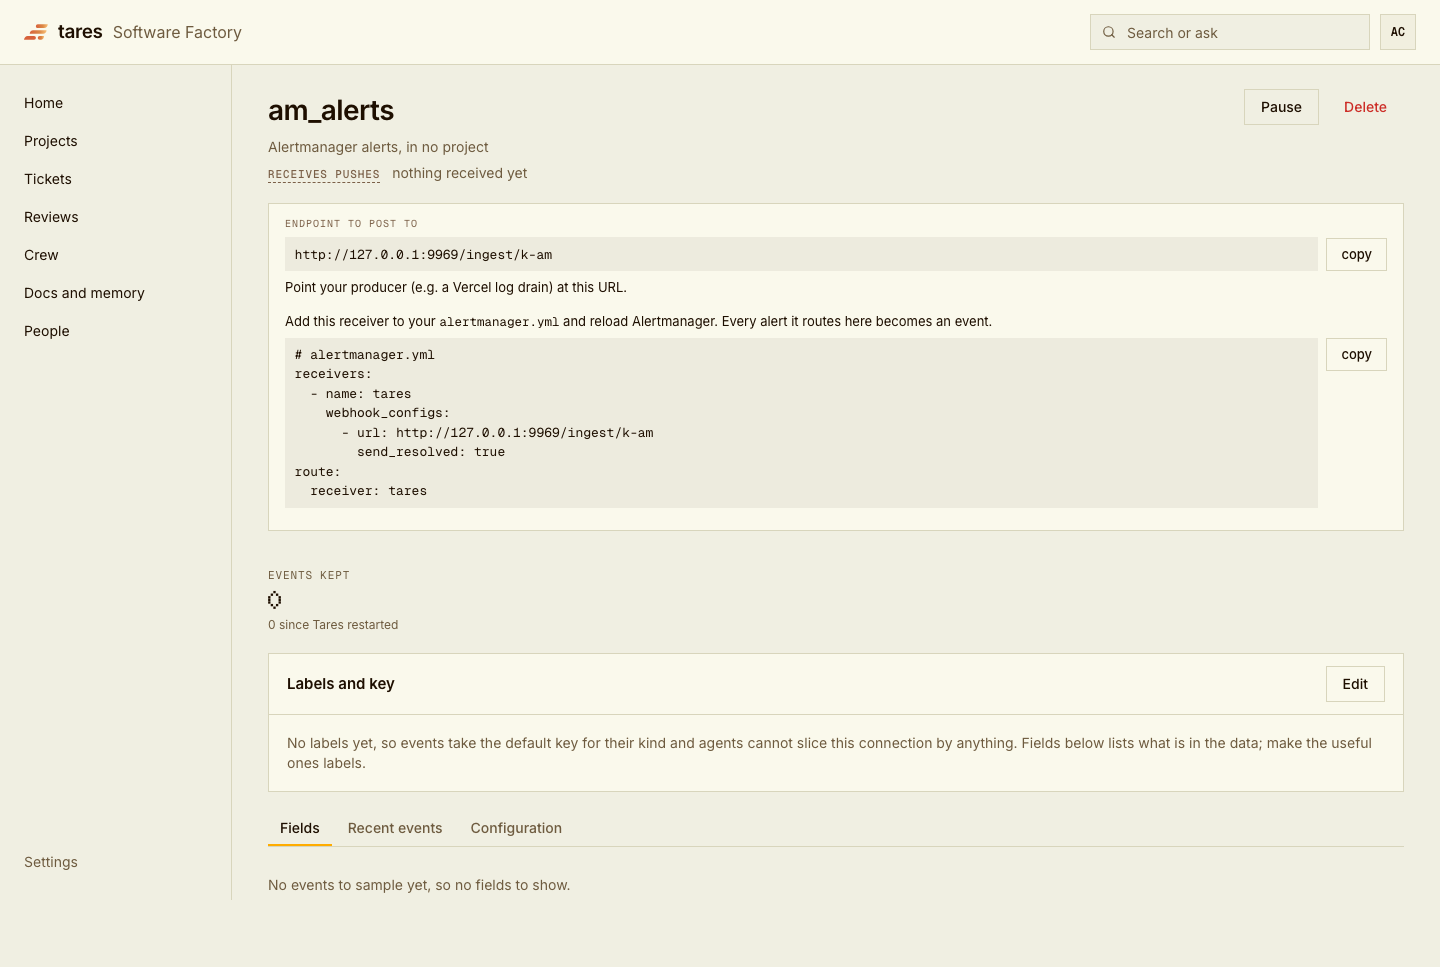 tares Software Factory
Search or ask
AC
Home
Projects
Tickets
Reviews
Crew
Docs and memory
People
Settings
am_alerts
Pause
Delete
Alertmanager alerts, in no project
RECEIVES PUSHES nothing received yet
ENDPOINT TO POST TO
http://127.0.0.1:9969/ingest/k-am
copy
Point your producer (e.g. a Vercel log drain) at this URL.
Add this receiver to your alertmanager.yml and reload Alertmanager. Every alert it routes here becomes an event.
# alertmanager.yml
receivers:
  - name: tares
    webhook_configs:
      - url: http://127.0.0.1:9969/ingest/k-am
        send_resolved: true
route:
  receiver: tares
copy
EVENTS KEPT
0
0 since Tares restarted
Labels and key
Edit
No labels yet, so events take the default key for their kind and agents cannot slice this connection by anything. Fields below lists what is in the data; make the useful
ones labels.
Fields
Recent events
Configuration
No events to sample yet, so no fields to show.